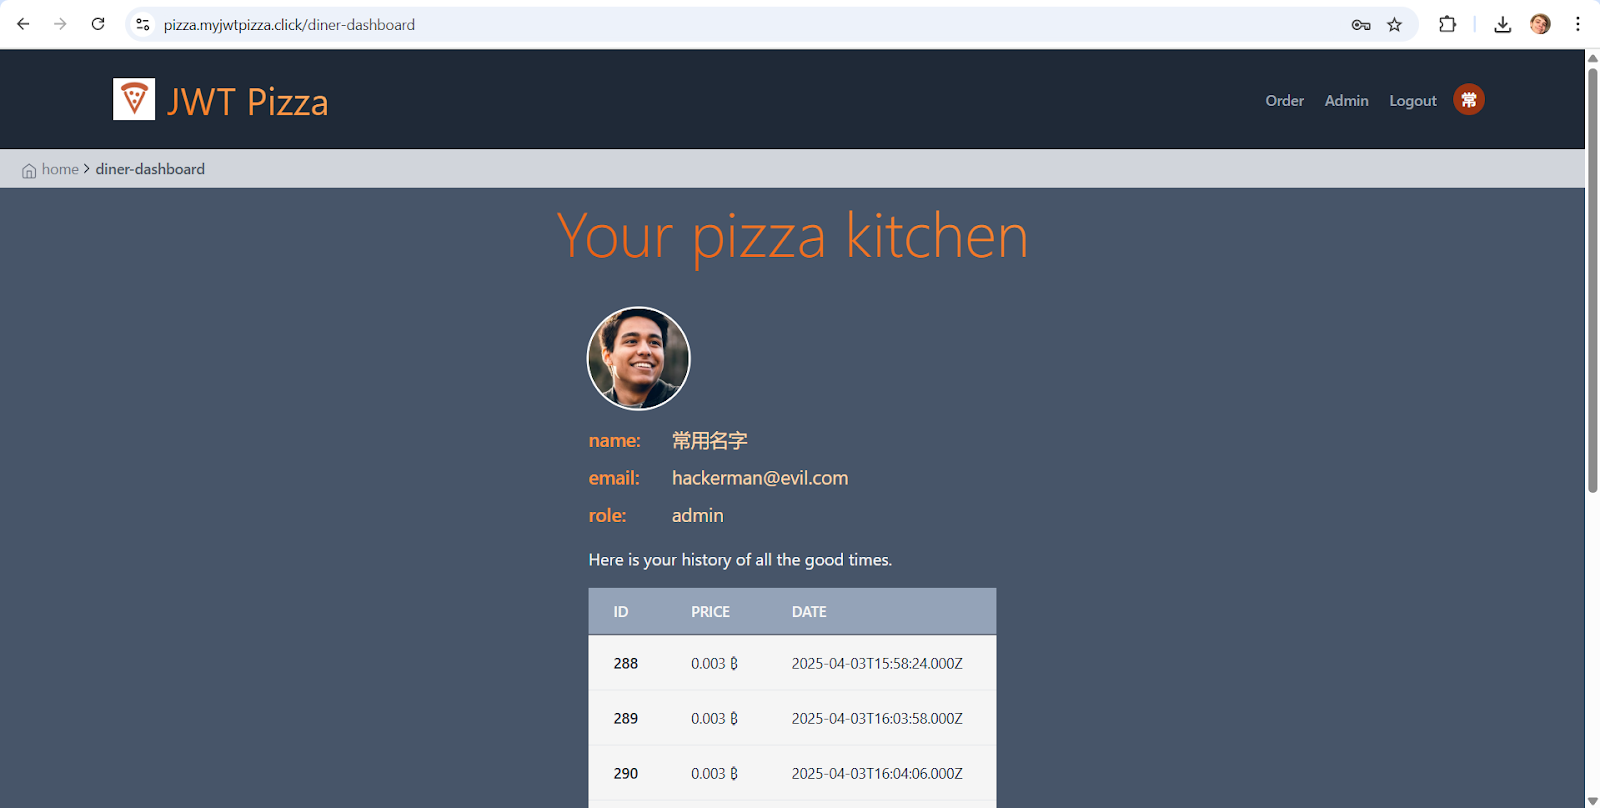 pizza.myjwtpizza.click/diner-dashboard
JWT Pizza
Order Admin Logout 常
home > diner-dashboard
Your pizza kitchen
name: 常用名字
email: hackerman@evil.com
role: admin
Here is your history of all the good times.
ID PRICE DATE
288 0.003 ₿ 2025-04-03T15:58:24.000Z
289 0.003 ₿ 2025-04-03T16:03:58.000Z
290 0.003 ₿ 2025-04-03T16:04:06.000Z